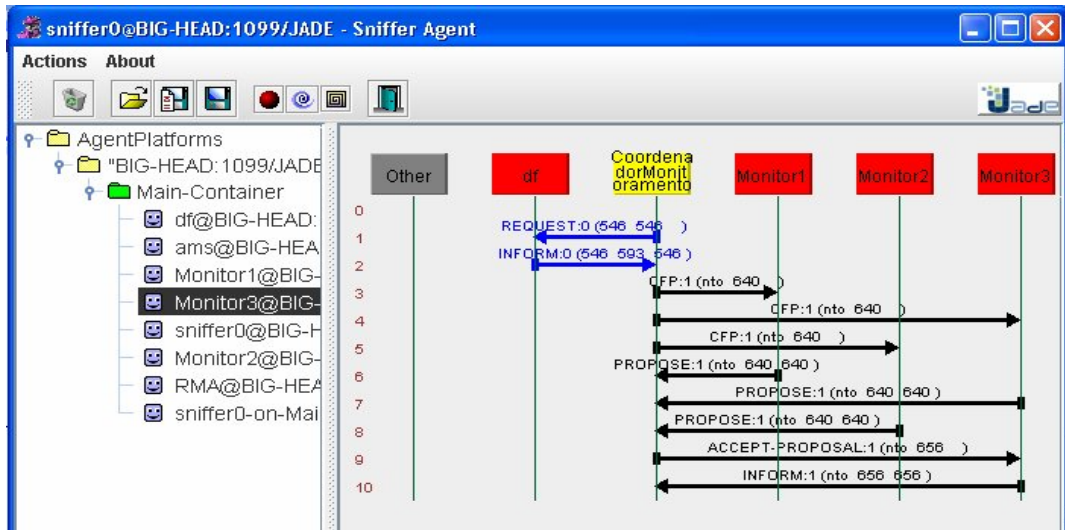 sniffer0@BIG-HEAD:1099/JADE - Sniffer Agent
Actions About
Jade
AgentPlatforms
"BIG-HEAD:1099/JADE
Main-Container
df@BIG-HEAD:
ams@BIG-HEA
Monitor1@BIG-
Monitor3@BIG-
sniffer0@BIG-H
Monitor2@BIG-
RMA@BIG-HEA
sniffer0-on-Mai
Other
df
Coordena
dorMonit
oramento
Monitor1
Monitor2
Monitor3
0
REQUEST:0 (546 546 )
1
INFORM:0 (546 593 546 )
2
CFP:1 (nto 640 )
3
CFP:1 (nto 640 )
4
CFP:1 (nto 640 )
5
PROPOSE:1 (nto 640 640 )
6
PROPOSE:1 (nto 640 640 )
7
PROPOSE:1 (nto 640 640 )
8
ACCEPT-PROPOSAL:1 (nto 656 )
9
INFORM:1 (nto 656 656 )
10